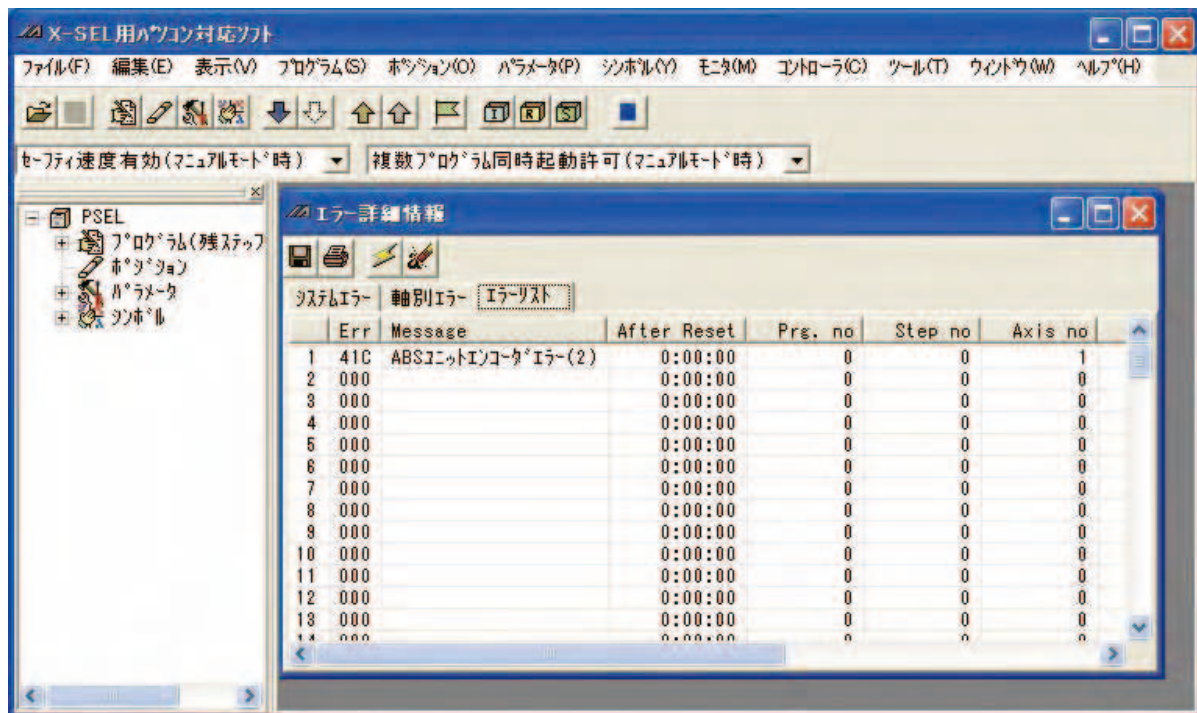 X-SEL用パソコン対応ソフト
ファイル(F) 編集(E) 表示(V) プログラム(S) ポジション(O) パラメータ(P) シンボル(Y) モニタ(M) コントローラ(C) ツール(T) ウィンドウ(W) ヘルプ(H)
I R S
セーフティ速度有効(マニュアルモード時) 複数プログラム同時起動許可(マニュアルモード時)
PSEL
プログラム(残ステップ
ポジション
パラメータ
シンボル
エラー詳細情報
システムエラー 軸別エラー エラーリスト
Err Message After Reset Prg. no Step no Axis no
1 41C ABSユニットエンコーダエラー(2) 0:00:00 0 0 1
2 000 0:00:00 0 0 0
3 000 0:00:00 0 0 0
4 000 0:00:00 0 0 0
5 000 0:00:00 0 0 0
6 000 0:00:00 0 0 0
7 000 0:00:00 0 0 0
8 000 0:00:00 0 0 0
9 000 0:00:00 0 0 0
10 000 0:00:00 0 0 0
11 000 0:00:00 0 0 0
12 000 0:00:00 0 0 0
13 000 0:00:00 0 0 0